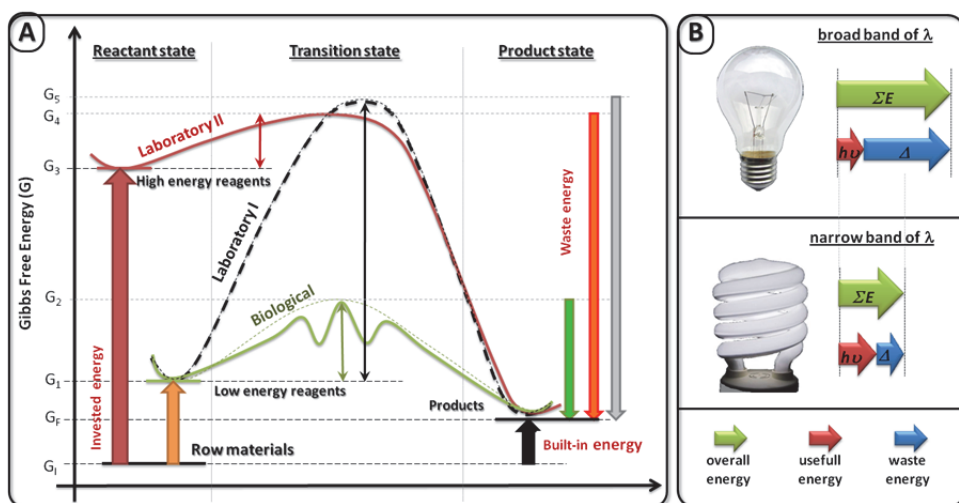 A
Reactant state
Transition state
Product state
Gibbs Free Energy (G)
G5
G4
G3
G2
G1
GF
GI
Laboratory II
High energy reagents
Laboratory I
Biological
Low energy reagents
Invested energy
Row materials
Products
Waste energy
Built-in energy
B
broad band of λ
ΣE
hυ Δ
narrow band of λ
ΣE
hυ Δ
overall energy
usefull energy
waste energy